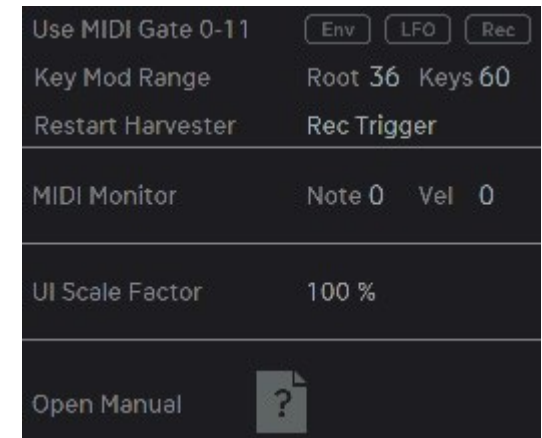 Use MIDI Gate 0-11 Env LFO Rec
Key Mod Range Root 36 Keys 60
Restart Harvester Rec Trigger
MIDI Monitor Note 0 Vel 0
UI Scale Factor 100 %
Open Manual ?